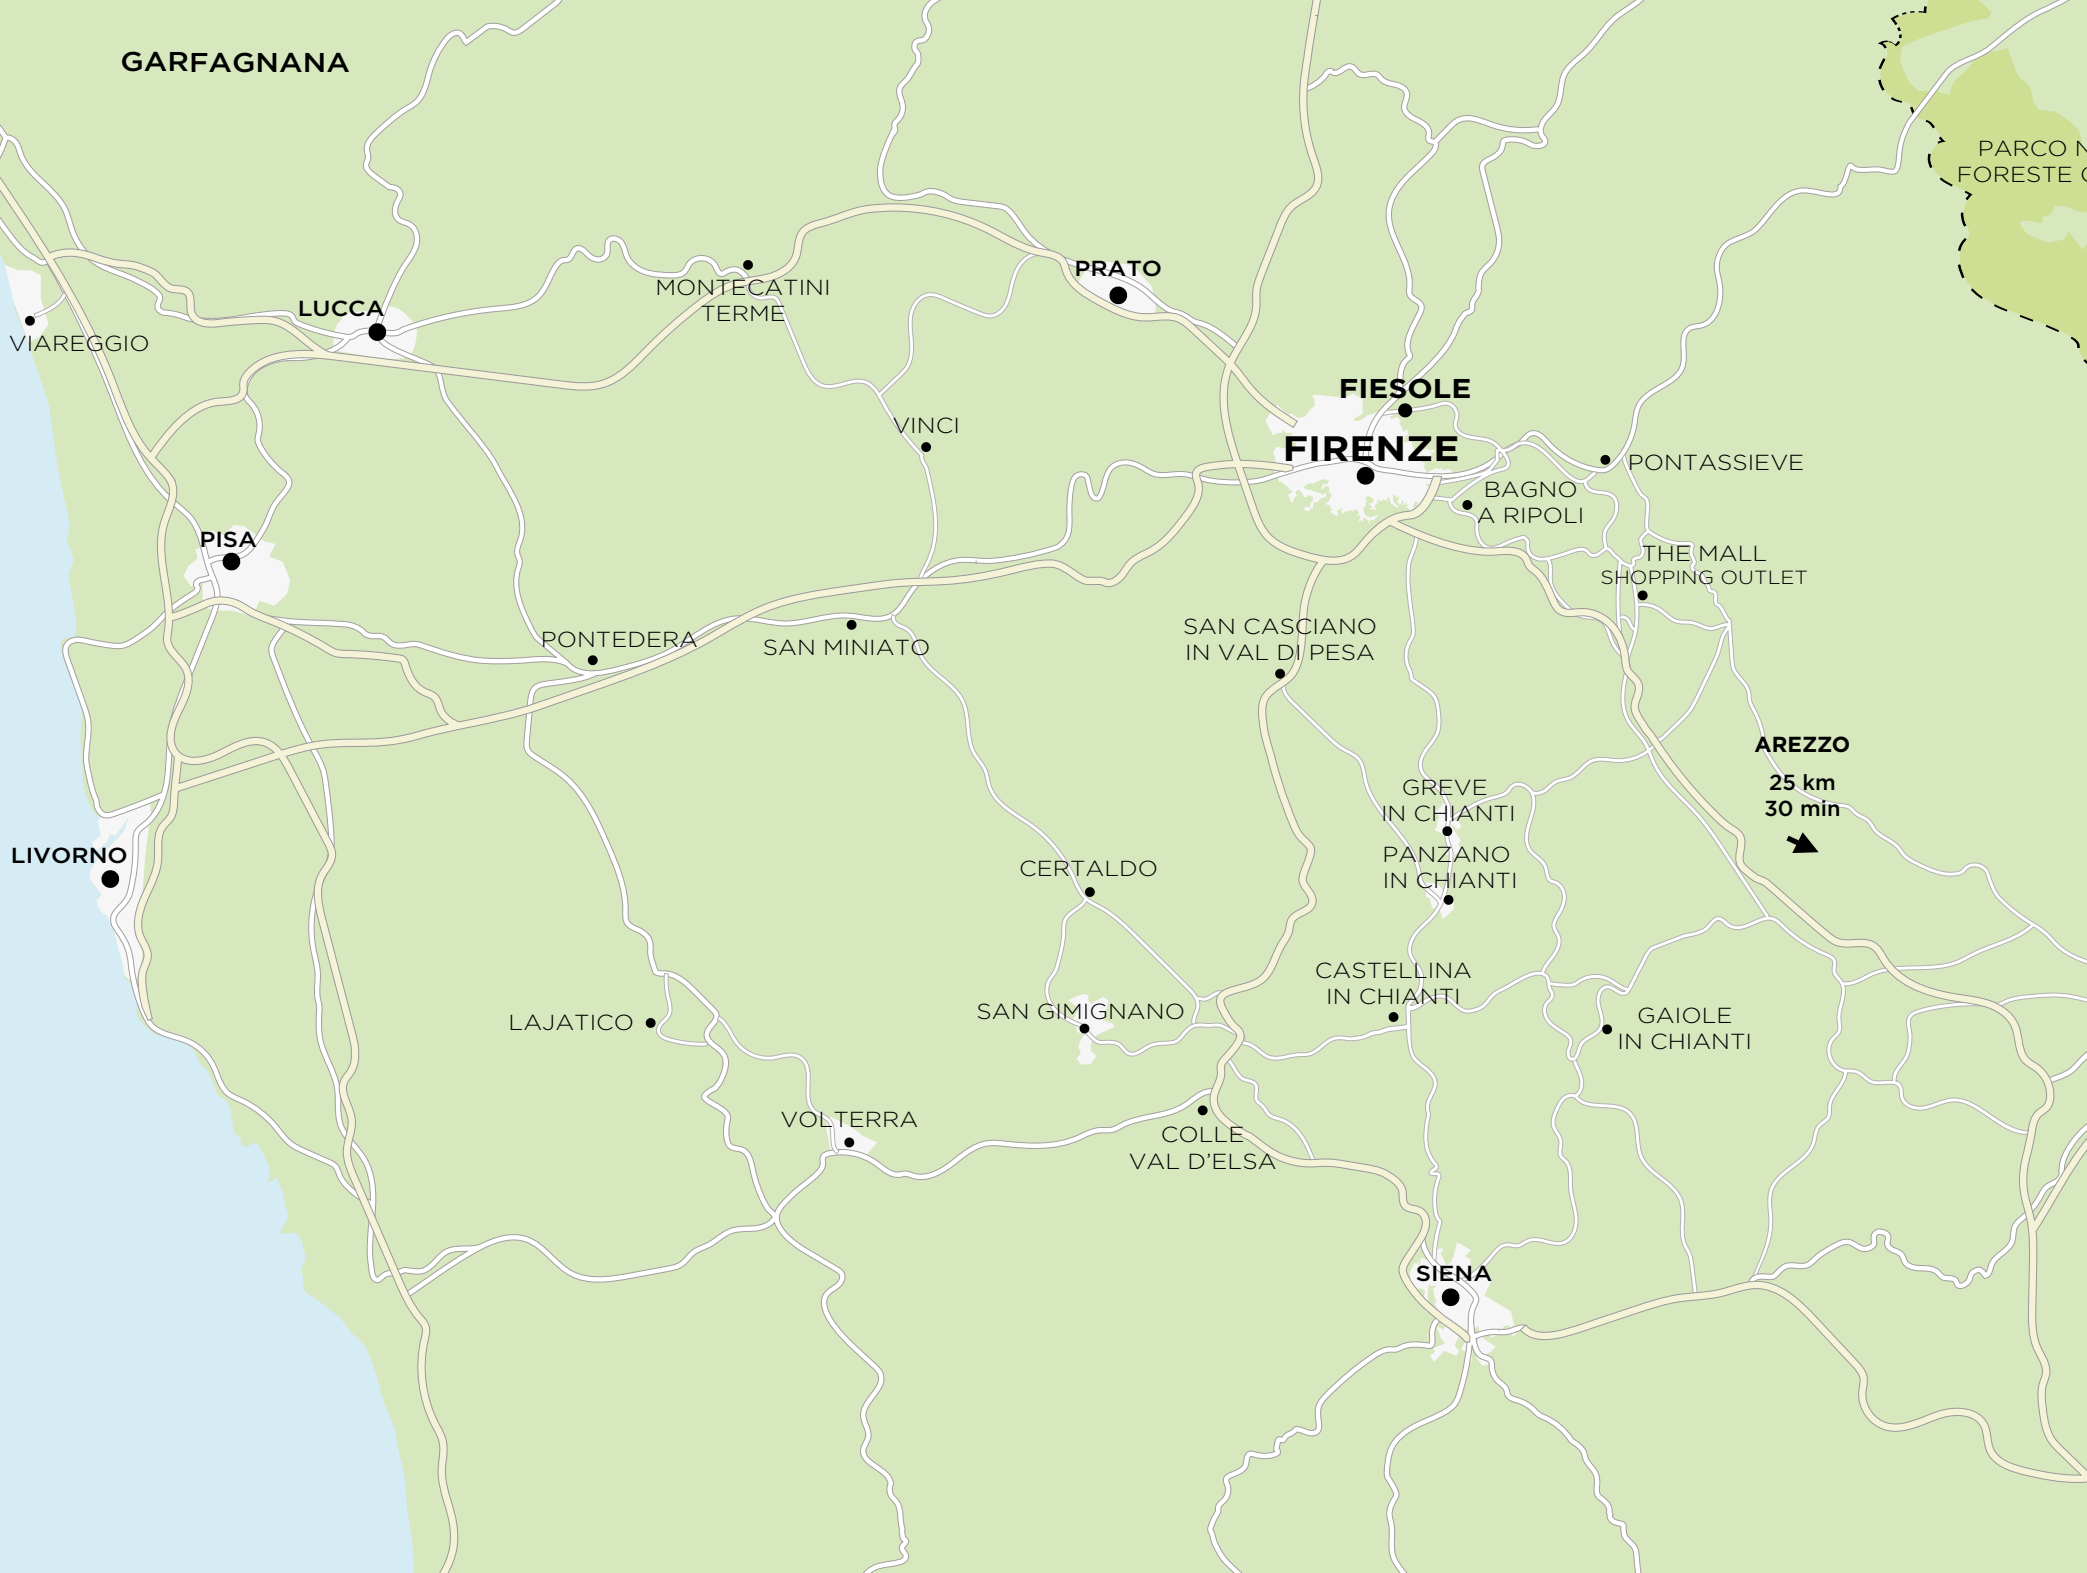 GARFAGNANA
PARCO N
FORESTE C
LUCCA
PRATO
MONTECATINI
TERME
VIAREGGIO
FIESOLE
VINCI
FIRENZE
PONTASSIEVE
BAGNO
A RIPOLI
PISA
THE MALL
SHOPPING OUTLET
PONTEDERA
SAN MINIATO
SAN CASCIANO
IN VAL DI PESA
AREZZO
25 km
30 min
GREVE
IN CHIANTI
LIVORNO
PANZANO
IN CHIANTI
CERTALDO
CASTELLINA
IN CHIANTI
SAN GIMIGNANO
LAJATICO
GAIOLE
IN CHIANTI
VOLTERRA
COLLE
VAL D'ELSA
SIENA